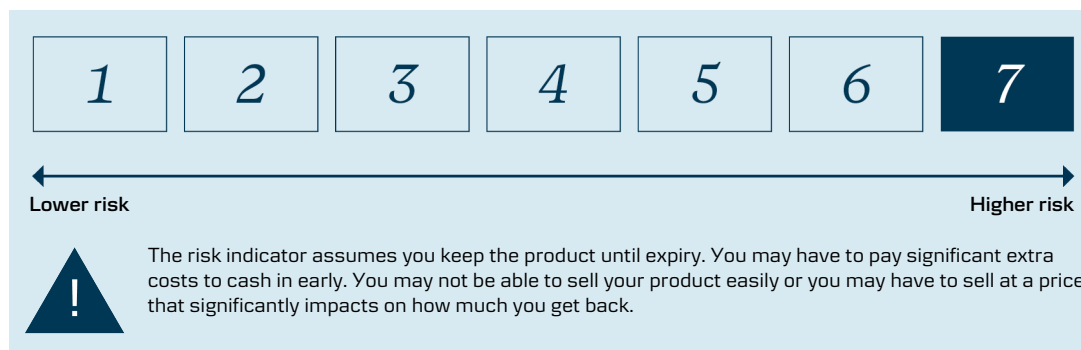 1 2 3 4 5 6 7
Lower risk Higher risk
!
The risk indicator assumes you keep the product until expiry. You may have to pay significant extra
costs to cash in early. You may not be able to sell your product easily or you may have to sell at a price
that significantly impacts on how much you get back.